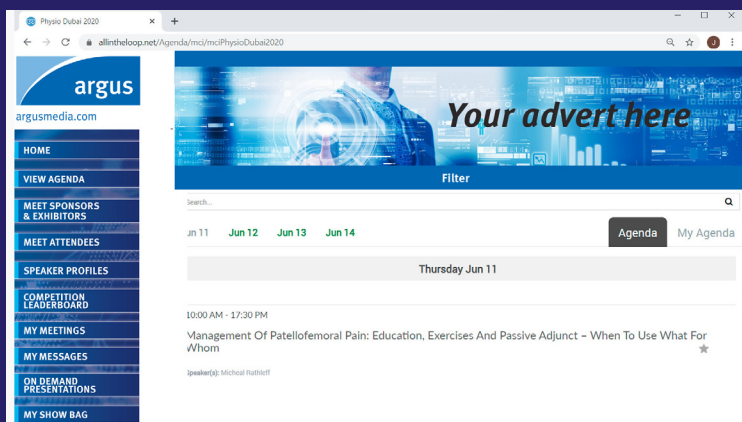 Physio Dubai 2020
allintheloop.net/Agenda/mci/mciPhysioDubai2020
J
argus
argusmedia.com
HOME
VIEW AGENDA
MEET SPONSORS
& EXHIBITORS
MEET ATTENDEES
SPEAKER PROFILES
COMPETITION
LEADERBOARD
MY MEETINGS
MY MESSAGES
ON DEMAND
PRESENTATIONS
MY SHOW BAG
Your advert here
Filter
Search...
un 11 Jun 12 Jun 13 Jun 14
Agenda My Agenda
Thursday Jun 11
10:00 AM - 17:30 PM
Management Of Patellofemoral Pain: Education, Exercises And Passive Adjunct – When To Use What For
Whom
Speaker(s): Micheal Rathleff